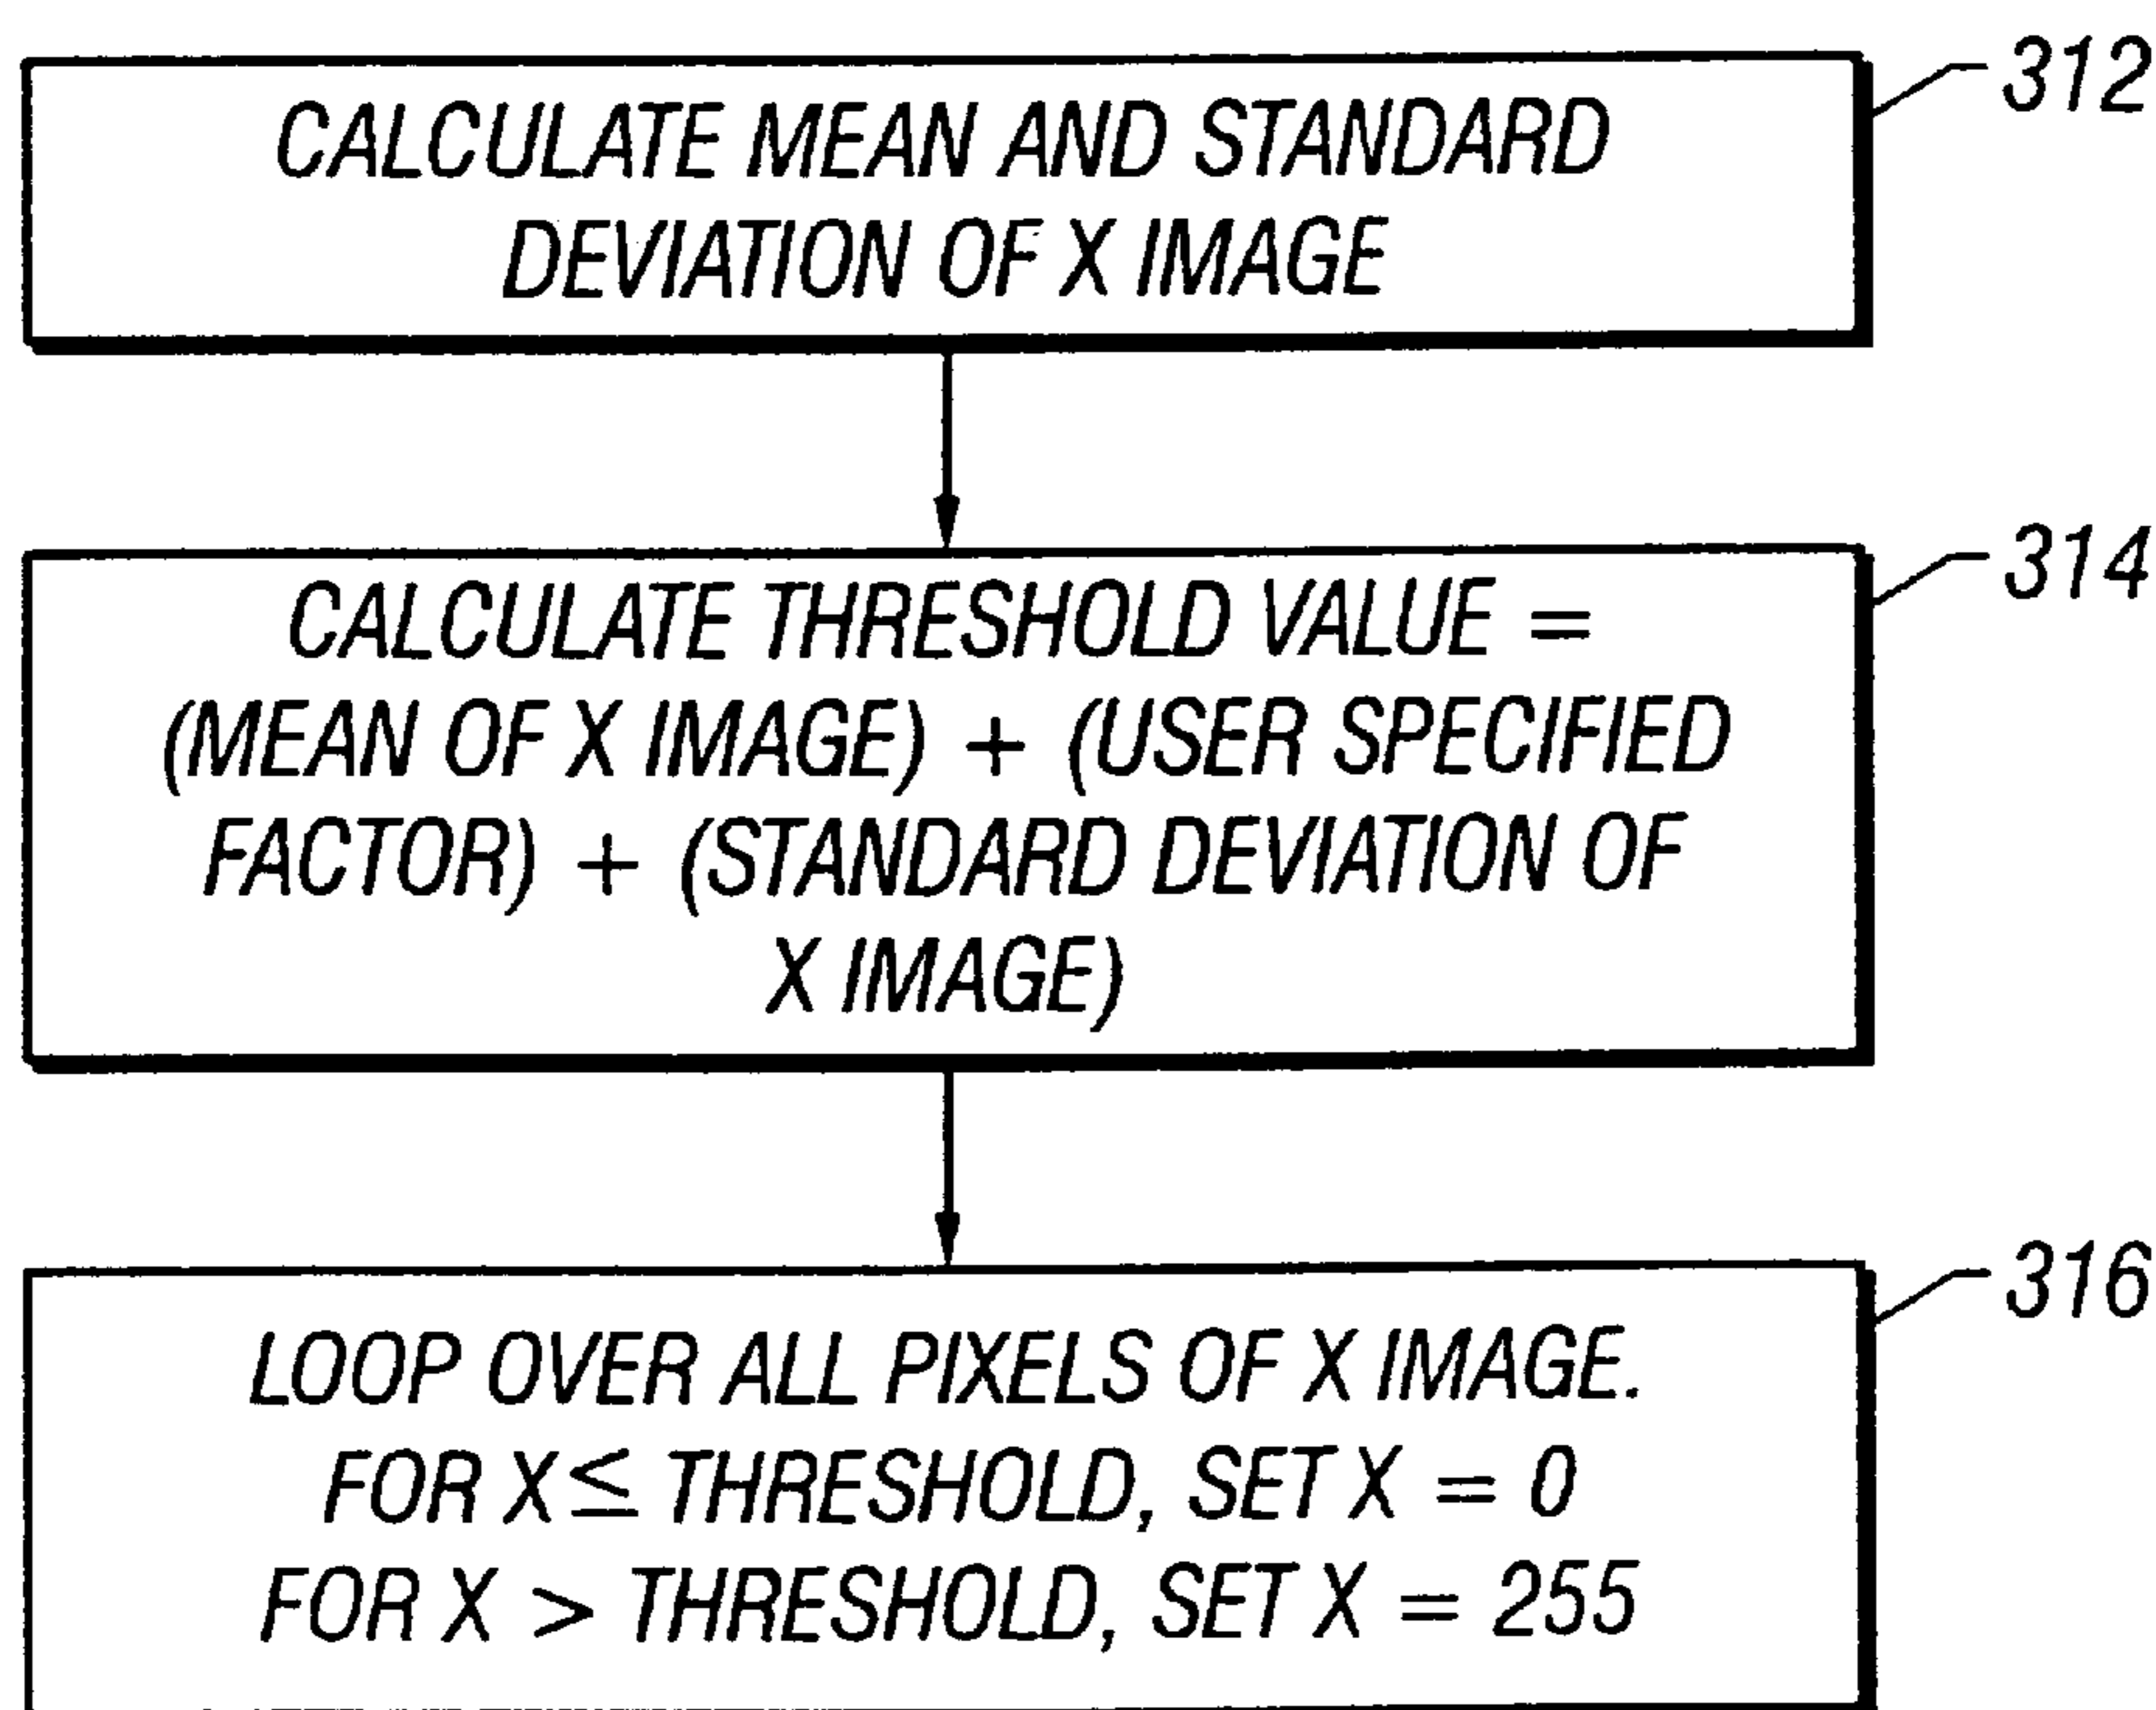 312
CALCULATE MEAN AND STANDARD
DEVIATION OF X IMAGE
314
CALCULATE THRESHOLD VALUE =
(MEAN OF X IMAGE) + (USER SPECIFIED
FACTOR) + (STANDARD DEVIATION OF
X IMAGE)
316
LOOP OVER ALL PIXELS OF X IMAGE.
FOR X ≤ THRESHOLD, SET X = 0
FOR X > THRESHOLD, SET X = 255